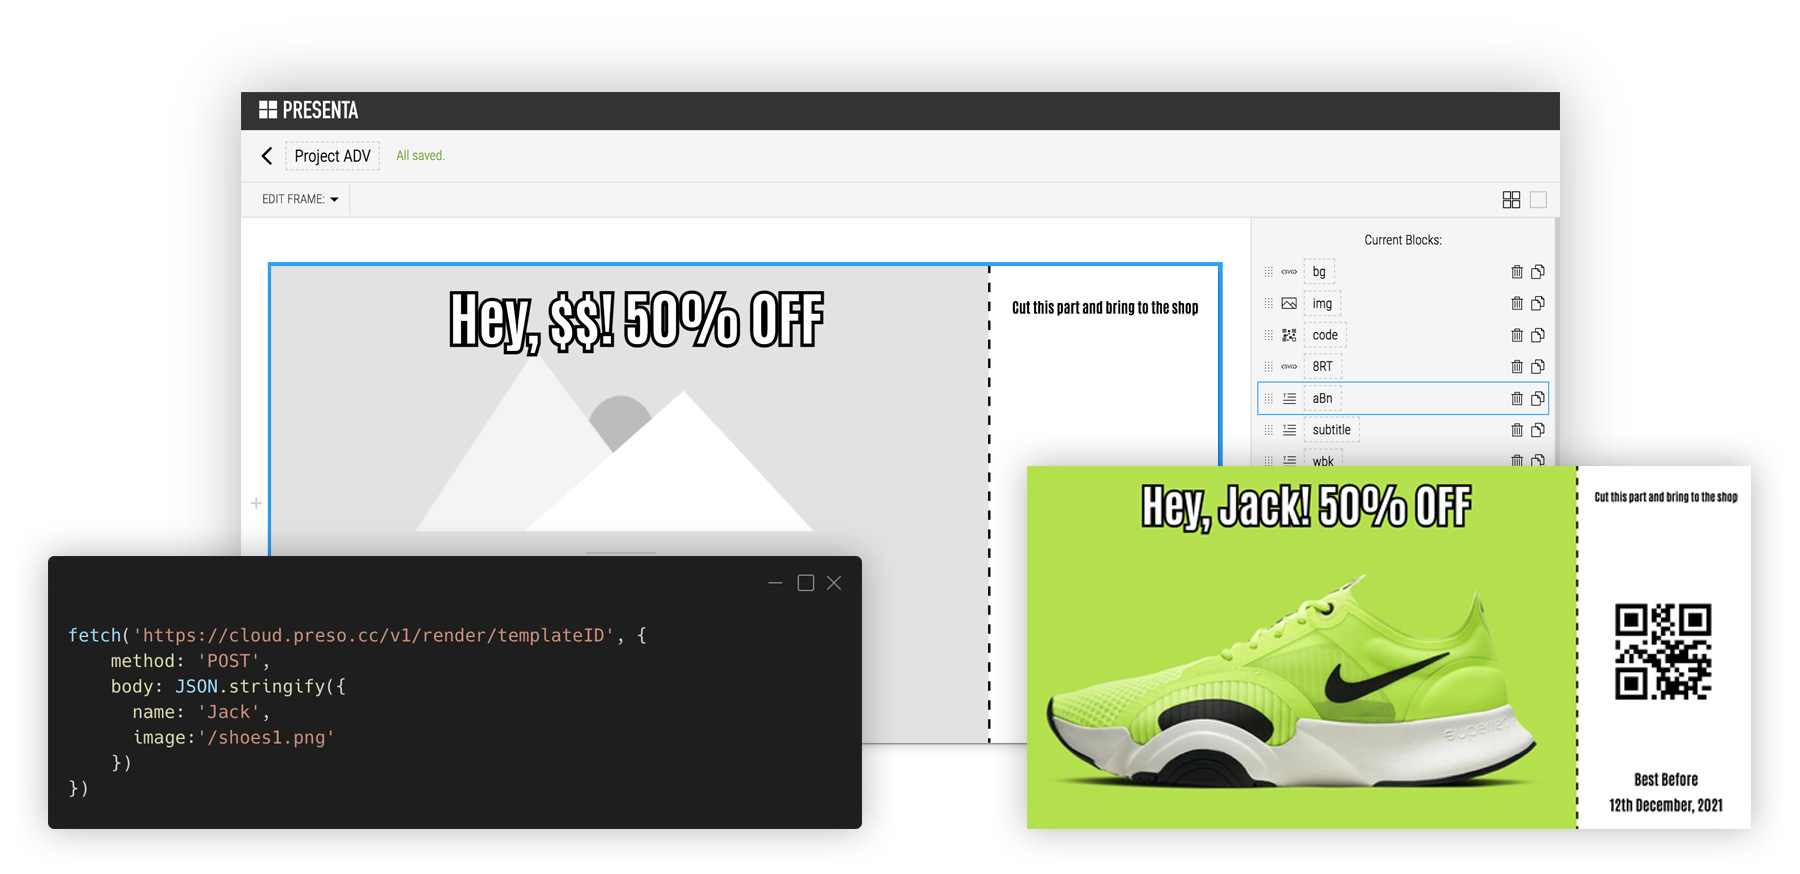 PRESENTA
Project ADV
All saved.
EDIT FRAME:
Current Blocks:
<SVG> bg
img
code
<SVG> 8RT
aBn
subtitle
wbk
Hey, $$! 50% OFF
Cut this part and bring to the shop
fetch('https://cloud.preso.cc/v1/render/templateID', {
    method: 'POST',
    body: JSON.stringify({
      name: 'Jack',
      image:'/shoes1.png'
    })
})
Hey, Jack! 50% OFF
superrep
Cut this part and bring to the shop
Best Before
12th December, 2021